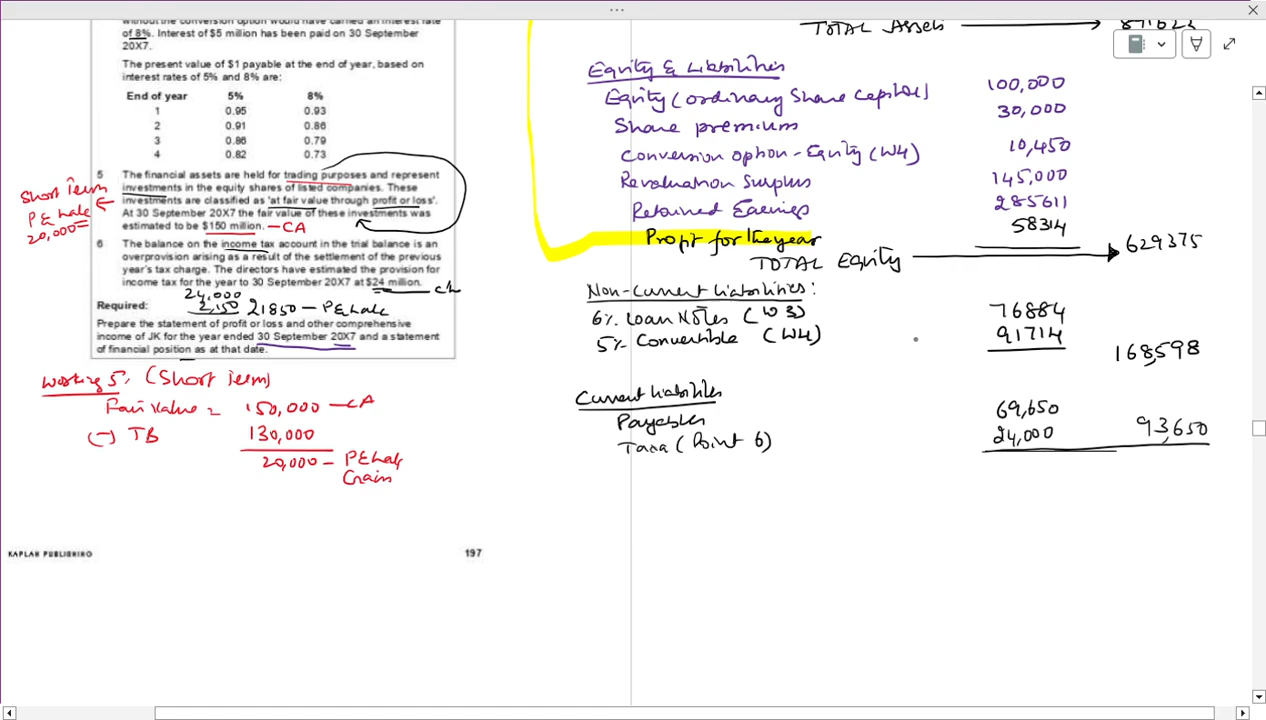 without the conversion option would have carried an interest rate
of 8%. Interest of $5 million has been paid on 30 September
20X7.
The present value of $1 payable at the end of year, based on
interest rates of 5% and 8% are:
End of year 5% 8%
1 0.95 0.93
2 0.91 0.86
3 0.86 0.79
4 0.82 0.73
5 The financial assets are held for trading purposes and represent
investments in the equity shares of listed companies. These
investments are classified as 'at fair value through profit or loss'.
At 30 September 20X7 the fair value of these investments was
estimated to be $150 million. – CA
Short Term
P & L a/c
20,000
6 The balance on the income tax account in the trial balance is an
overprovision arising as a result of the settlement of the previous
year's tax charge. The directors have estimated the provision for
income tax for the year to 30 September 20X7 at $24 million.
24,000
2,150 21850 – P & L a/c
Required:
Prepare the statement of profit or loss and other comprehensive
income of JK for the year ended 30 September 20X7 and a statement
of financial position as at that date.
Working 5: (Short Term)
Fair value = 150,000 – CA
(–) TB 130,000
20,000 – P & L a/c
Gain
KAPLAN PUBLISHING 197
TOTAL Assets 891623
Equity & Liabilities
Equity (ordinary Share Capital) 100,000
Share premium 30,000
Conversion option - Equity (W4) 10,450
Revaluation Surplus 145,000
Retained Earnings 285611
Profit for the year 58314
TOTAL Equity 629375
Non-Current Liabilities:
6% Loan Notes (W3) 76884
5% Convertible (W4) 91714 168,598
Current Liabilities
Payables 69,650
Taxa (Point 6) 24,000 93,650